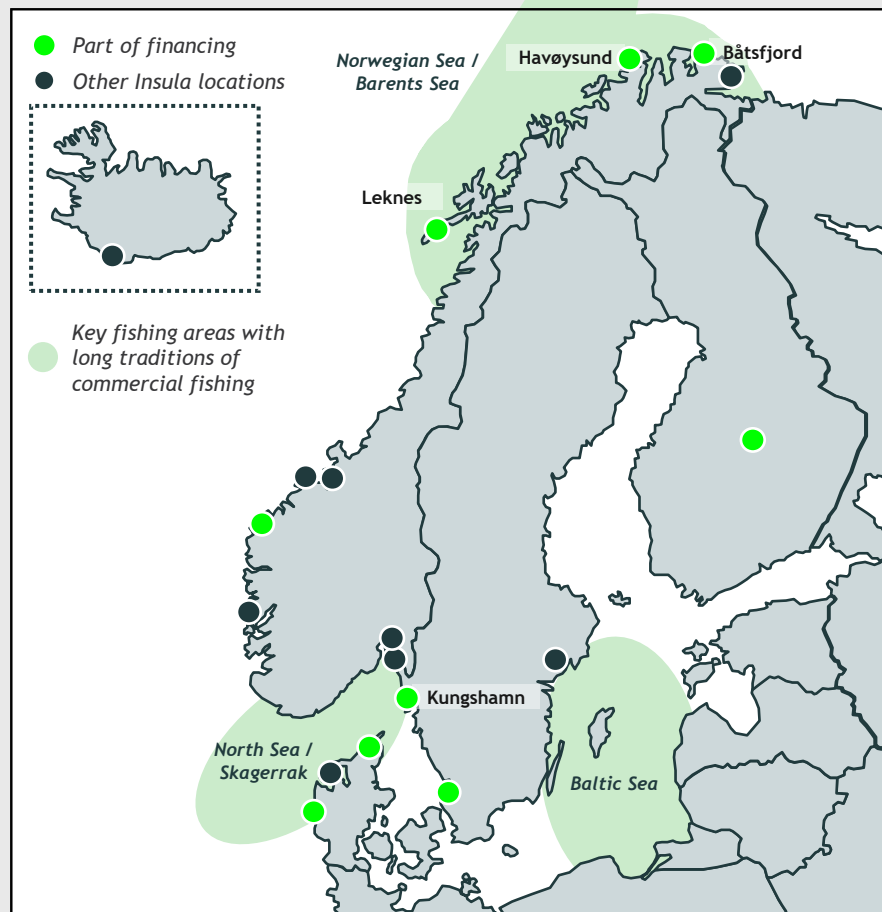 Part of financing
Other Insula locations
Norwegian Sea /
Barents Sea
Havøysund
Båtsfjord
Leknes
Key fishing areas with
long traditions of
commercial fishing
Kungshamn
North Sea /
Skagerrak
Baltic Sea